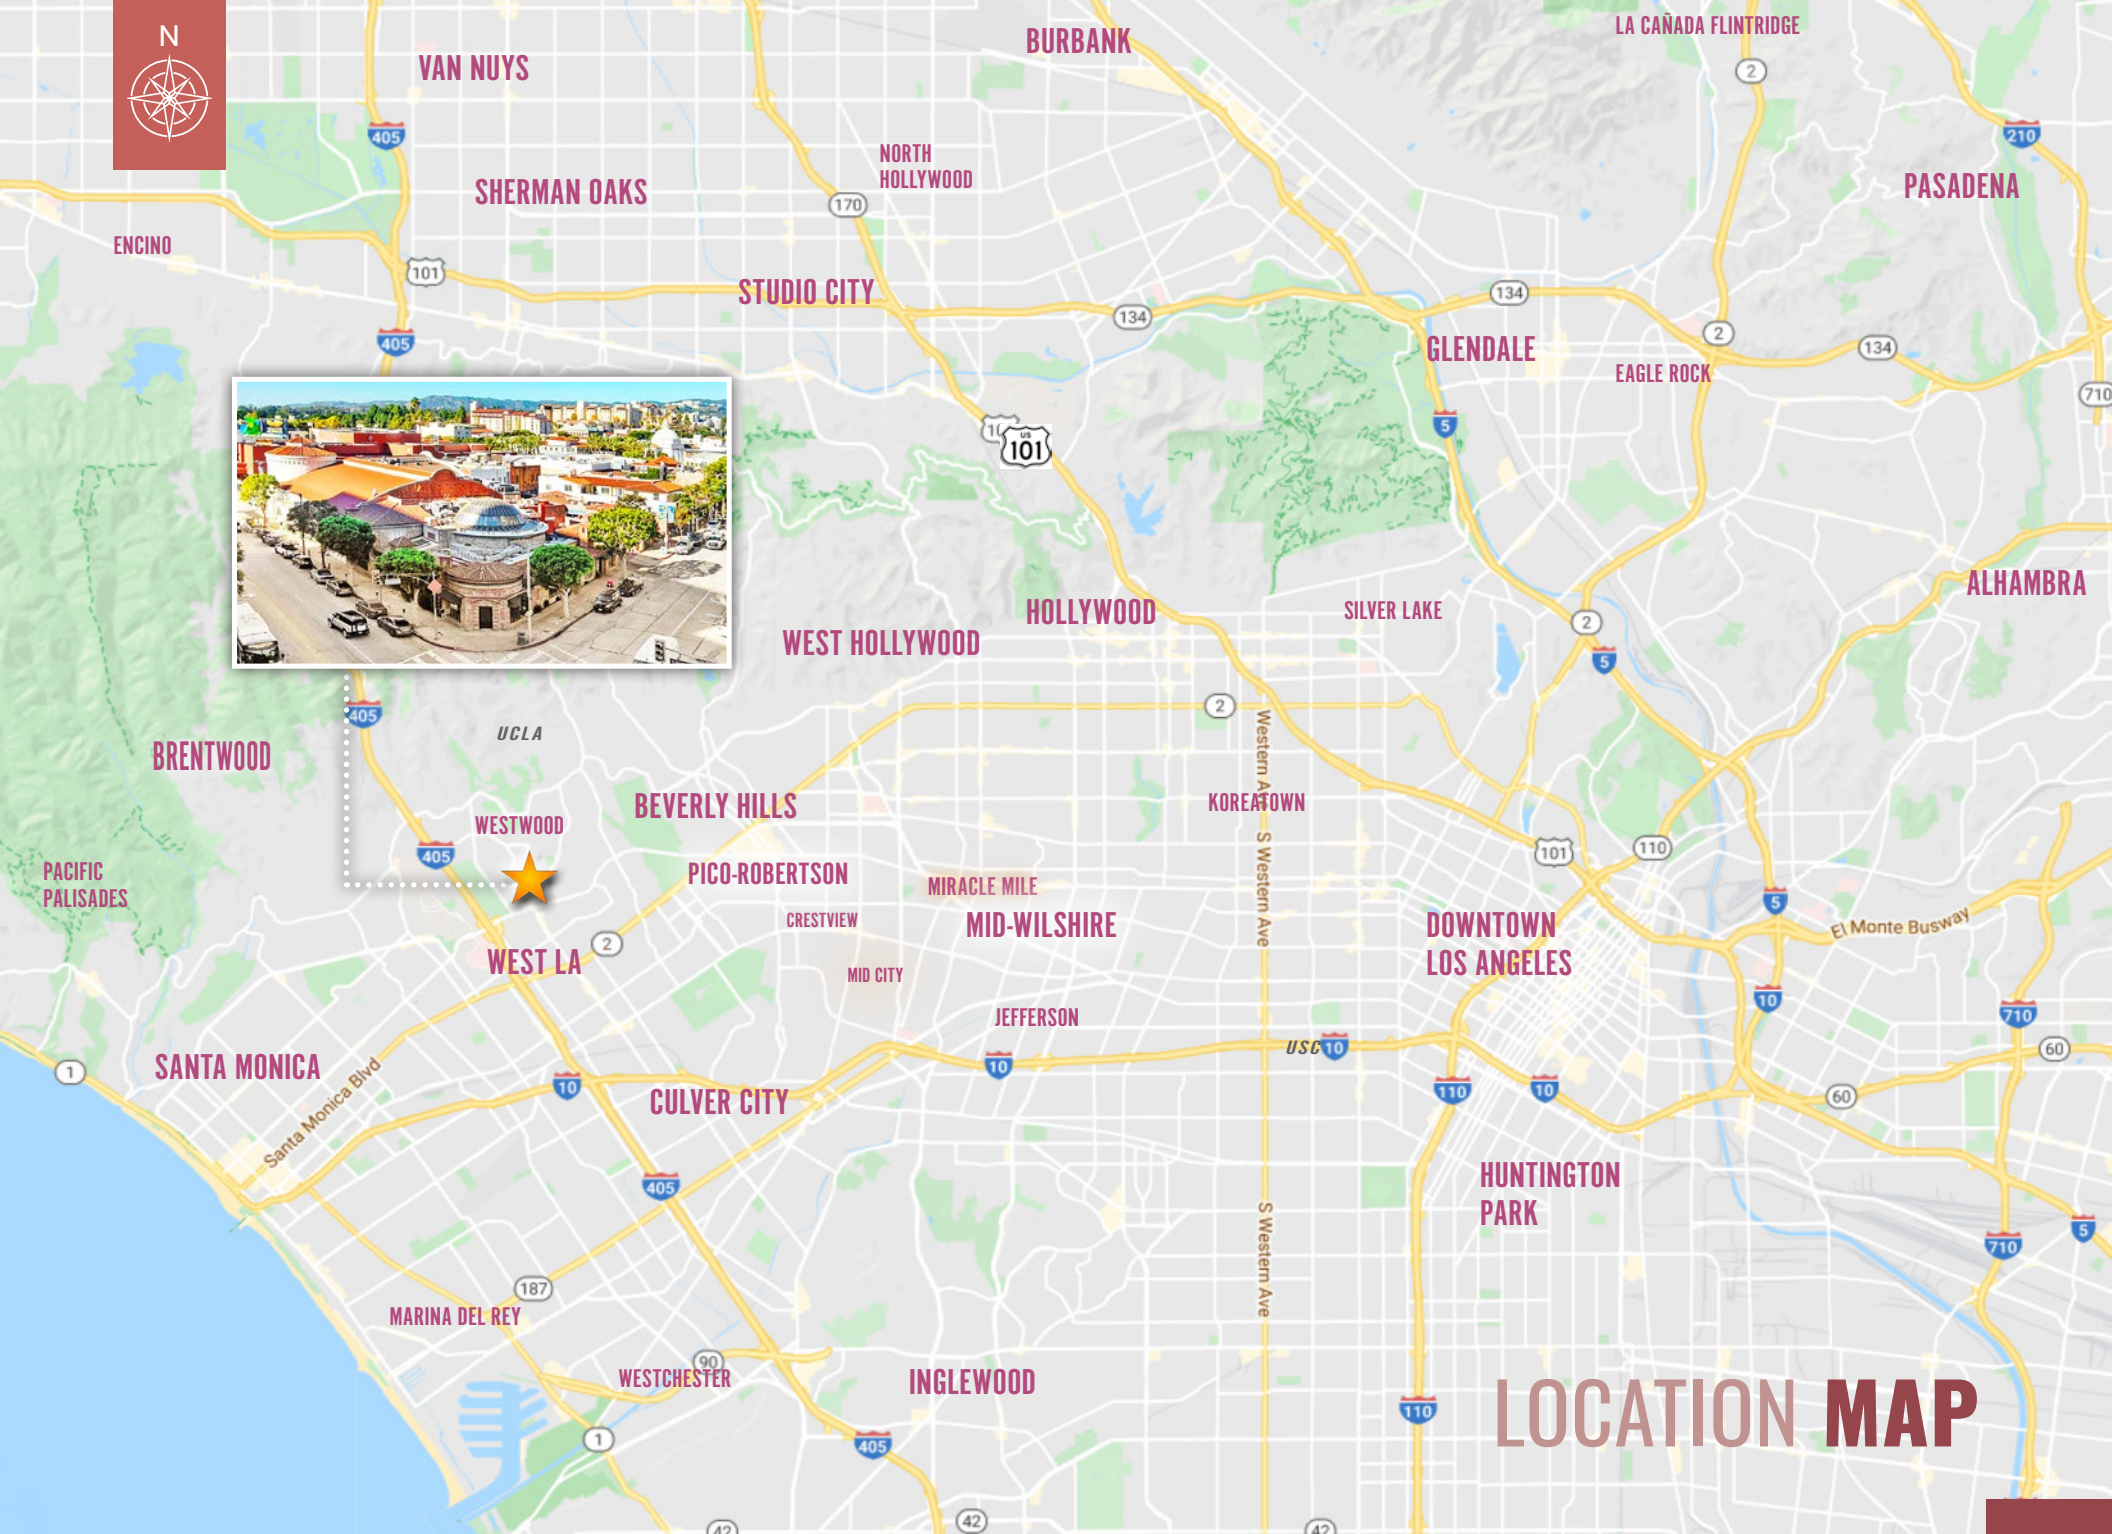 N
BURBANK
LA CAÑADA FLINTRIDGE
VAN NUYS
2
405
210
NORTH
HOLLYWOOD
SHERMAN OAKS
170
PASADENA
ENCINO
101
STUDIO CITY
134
134
405
2
GLENDALE
134
EAGLE ROCK
710
5
10
US
101
ALHAMBRA
HOLLYWOOD
SILVER LAKE
WEST HOLLYWOOD
2
5
405
2
UCLA
Western Ave
BRENTWOOD
BEVERLY HILLS
KOREATOWN
WESTWOOD
405
101
110
PACIFIC
PALISADES
PICO-ROBERTSON
MIRACLE MILE
S Western Ave
5
CRESTVIEW
MID-WILSHIRE
DOWNTOWN
LOS ANGELES
El Monte Busway
2
WEST LA
MID CITY
10
710
JEFFERSON
USC
10
60
SANTA MONICA
1
10
10
110
10
60
Santa Monica Blvd
CULVER CITY
405
HUNTINGTON
PARK
S Western Ave
5
710
187
MARINA DEL REY
90
WESTCHESTER
INGLEWOOD
110
LOCATION MAP
1
405
42
42
42